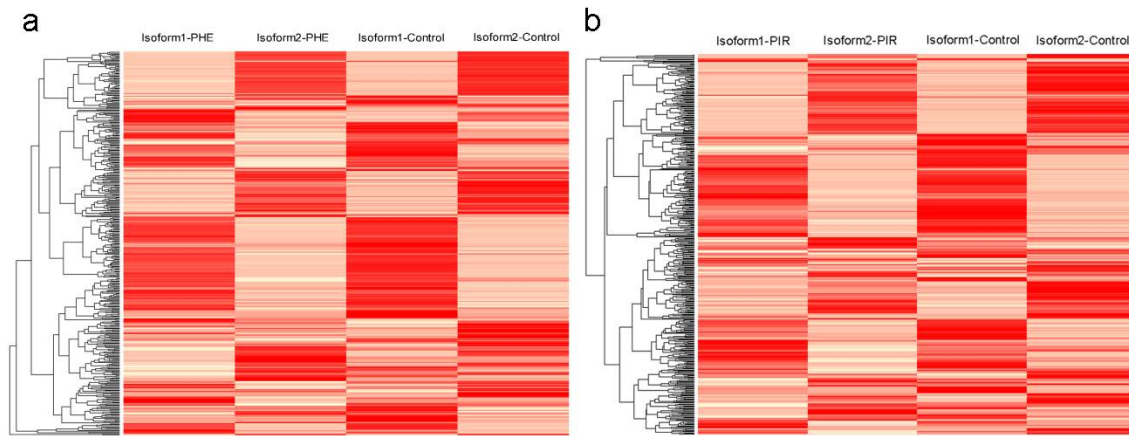 a
Isoform1-PHE Isoform2-PHE Isoform1-Control Isoform2-Control
b
Isoform1-PIR Isoform2-PIR Isoform1-Control Isoform2-Control